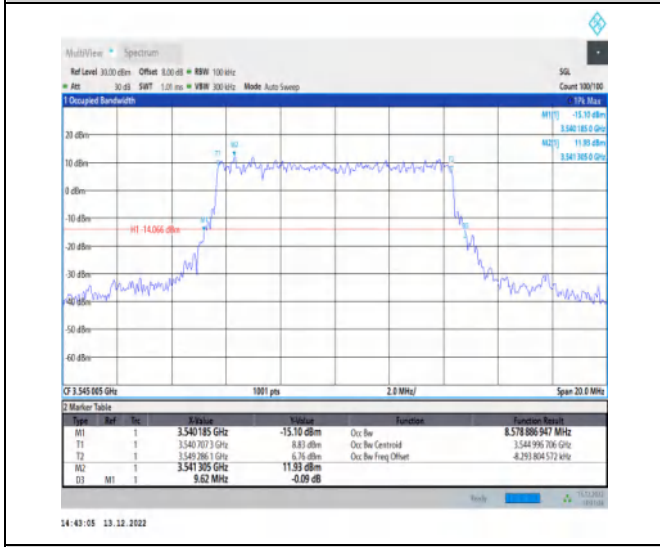 MultiView Spectrum
Ref Level 30.00 dBm Offset 8.00 dB RBW 100 kHz SGL
Att 30 dB SWT 1.01 ms VBW 300 kHz Mode Auto Sweep Count 100/100
1 Occupied Bandwidth 1Pk Max
M1[1] -15.10 dBm
3.540 185 0 GHz
20 dBm M2[1] 11.93 dBm
3.541 305 0 GHz
M2
T1 T2
10 dBm
0 dBm
-10 dBm
M1
H1 -14.066 dBm
-20 dBm
-30 dBm
-40 dBm
-50 dBm
-60 dBm
CF 3.545 005 GHz 1001 pts 2.0 MHz/ Span 20.0 MHz
2 Marker Table
Type Ref Trc X-Value Y-Value Function Function Result
M1 1 3.540 185 GHz -15.10 dBm Occ Bw 8.578 886 947 MHz
T1 1 3.540 707 3 GHz 8.83 dBm Occ Bw Centroid 3.544 996 706 GHz
T2 1 3.549 286 1 GHz 6.76 dBm Occ Bw Freq Offset -8.293 804 572 kHz
M2 1 3.541 305 GHz 11.93 dBm
D3 M1 1 9.62 MHz -0.09 dB
Ready
14:43:05 13.12.2022